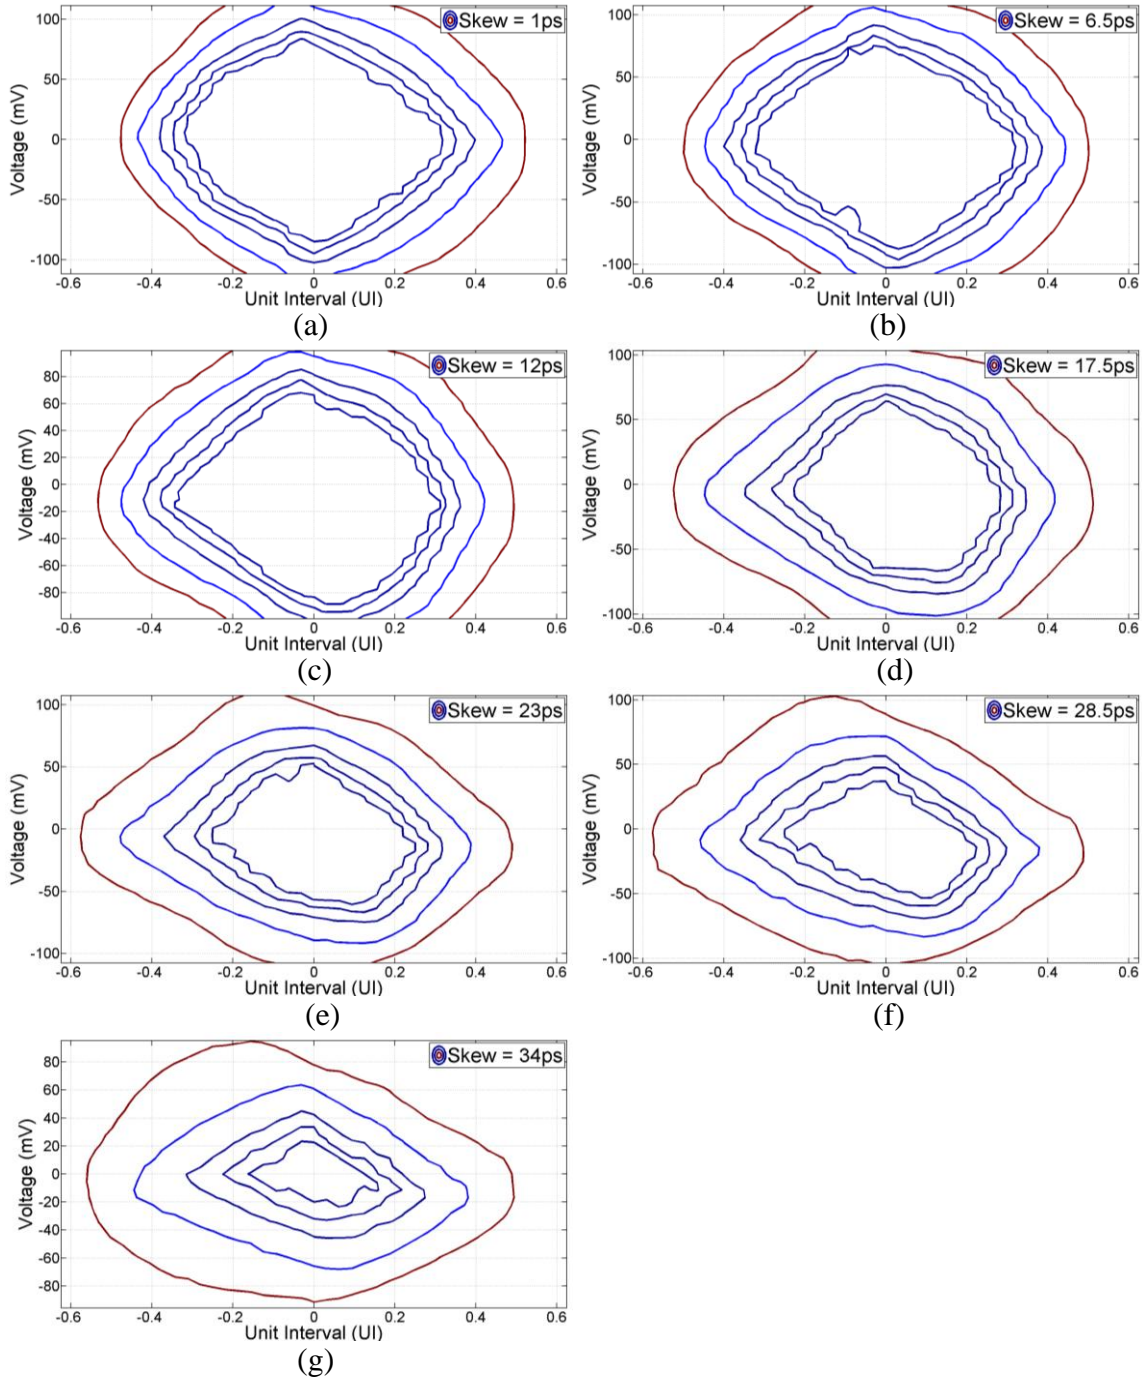 Skew = 1ps
Voltage (mV)
100
50
0
-50
-100
-0.6 -0.4 -0.2 0 0.2 0.4 0.6
Unit Interval (UI)
(a)
Skew = 6.5ps
Voltage (mV)
100
50
0
-50
-100
-0.6 -0.4 -0.2 0 0.2 0.4 0.6
Unit Interval (UI)
(b)
Skew = 12ps
Voltage (mV)
80
60
40
20
0
-20
-40
-60
-80
-0.6 -0.4 -0.2 0 0.2 0.4 0.6
Unit Interval (UI)
(c)
Skew = 17.5ps
Voltage (mV)
100
50
0
-50
-100
-0.6 -0.4 -0.2 0 0.2 0.4 0.6
Unit Interval (UI)
(d)
Skew = 23ps
Voltage (mV)
100
50
0
-50
-100
-0.6 -0.4 -0.2 0 0.2 0.4 0.6
Unit Interval (UI)
(e)
Skew = 28.5ps
Voltage (mV)
100
50
0
-50
-100
-0.6 -0.4 -0.2 0 0.2 0.4 0.6
Unit Interval (UI)
(f)
Skew = 34ps
Voltage (mV)
80
60
40
20
0
-20
-40
-60
-80
-0.6 -0.4 -0.2 0 0.2 0.4 0.6
Unit Interval (UI)
(g)